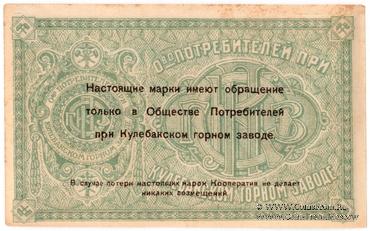 О-ВО ПОТРЕБИТЕЛЕЙ ПРИ
Настоящие марки имеют обращение
только в Обществе Потребителей
при Кулебакском горном заводе.
В случае потери настоящих марок Кооператив не делает
никаких возмещений.
КУЛЕБАКСКОМ ГОРНОМ ЗАВОДЕ